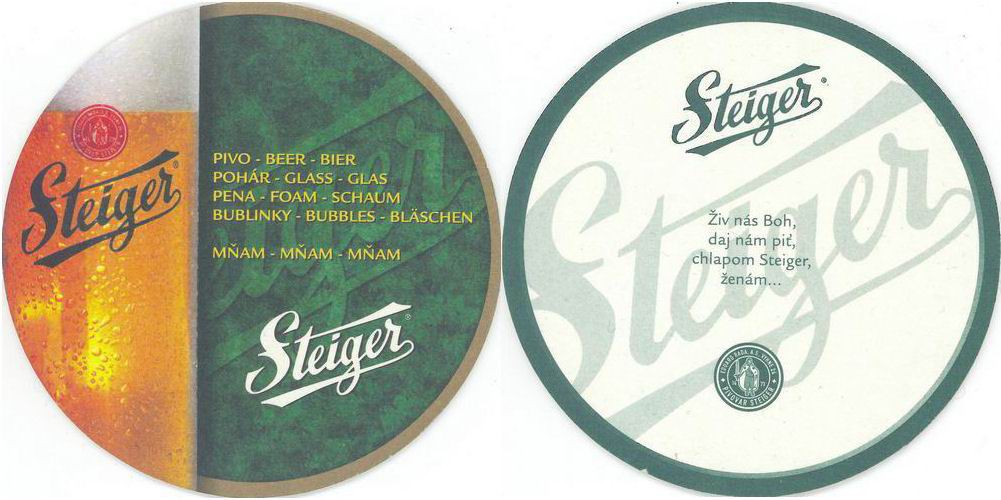 Steiger
PIVO - BEER - BIER
POHÁR - GLASS - GLAS
PENA - FOAM - SCHAUM
BUBLINKY - BUBBLES - BLÄSCHEN
MŇAM - MŇAM - MŇAM
Steiger
Steiger
Steiger
Živ nás Boh,
daj nám piť,
chlapom Steiger,
ženám...
PIVOVAR STEIGER